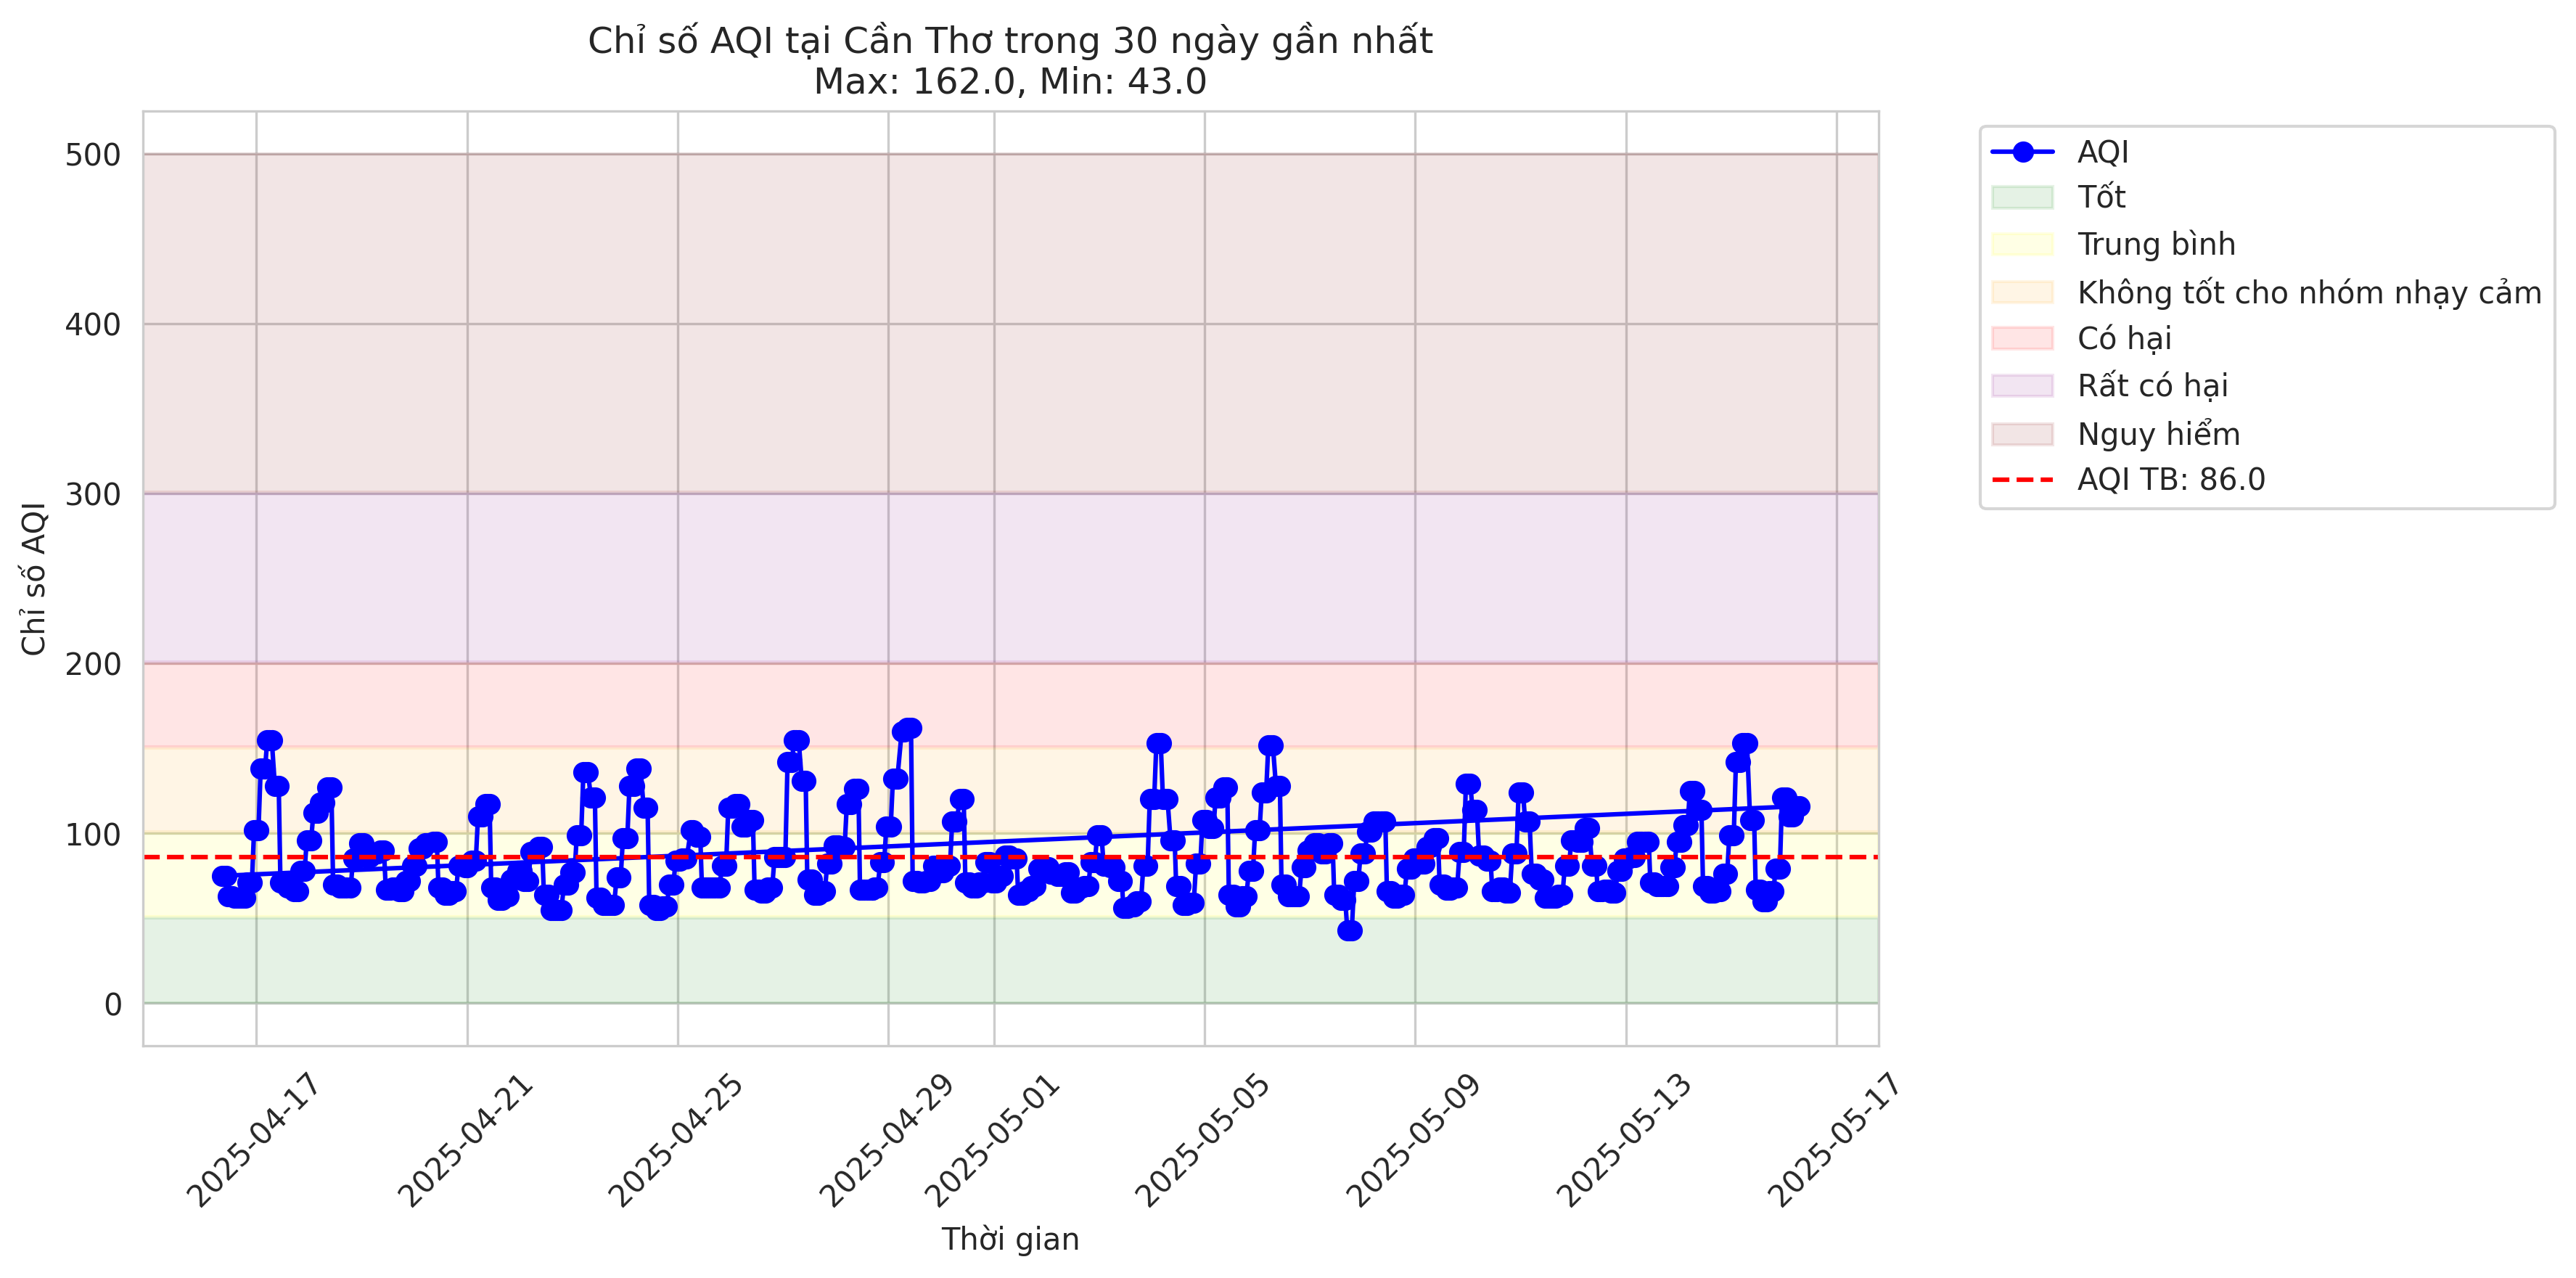 Chỉ số AQI tại Cần Thơ trong 30 ngày gần nhất
Max: 162.0, Min: 43.0
Chỉ số AQI
500
400
300
200
100
0
2025-04-17
2025-04-21
2025-04-25
2025-04-29
2025-05-01
2025-05-05
2025-05-09
2025-05-13
2025-05-17
Thời gian
AQI
Tốt
Trung bình
Không tốt cho nhóm nhạy cảm
Có hại
Rất có hại
Nguy hiểm
AQI TB: 86.0